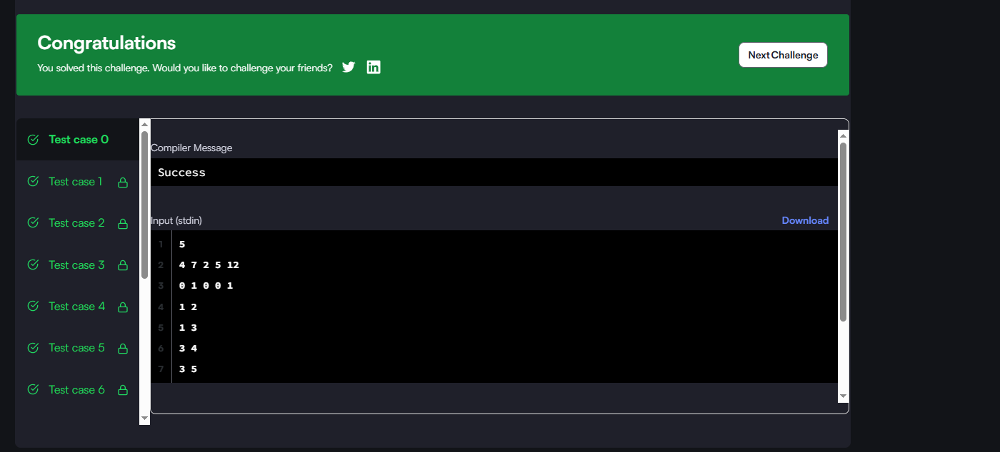 Congratulations
You solved this challenge. Would you like to challenge your friends?
Next Challenge
Test case 0
Test case 1
Test case 2
Test case 3
Test case 4
Test case 5
Test case 6
Compiler Message
Success
Input (stdin)
Download
1 5
2 4 7 2 5 12
3 0 1 0 0 1
4 1 2
5 1 3
6 3 4
7 3 5